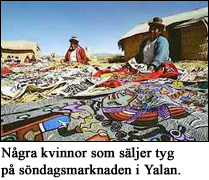 Några kvinnor som säljer tyg
på söndagsmarknaden i Yalan.